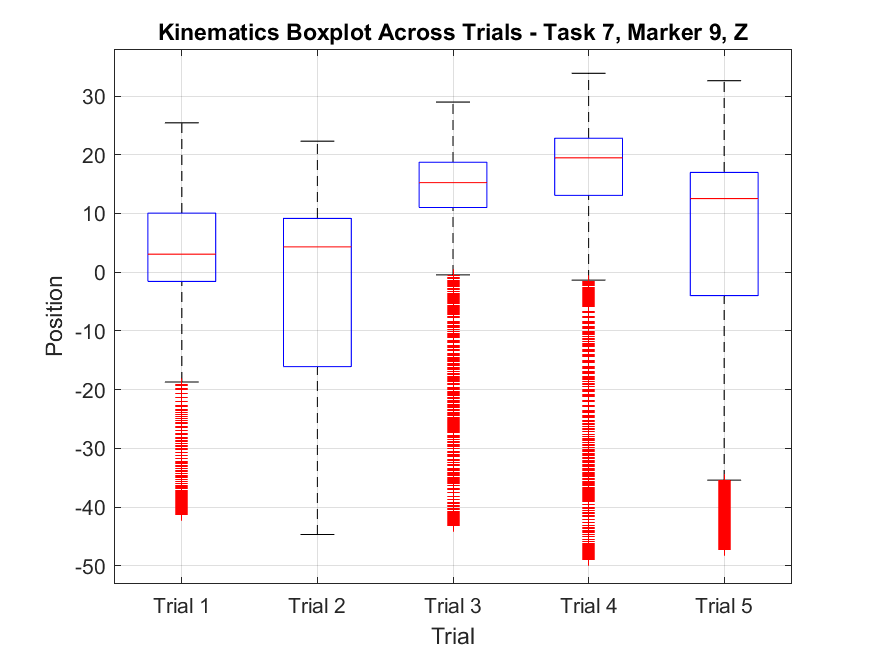 Kinematics Boxplot Across Trials - Task 7, Marker 9, Z
30
20
10
0
-10
-20
-30
-40
-50
Position
Trial 1
Trial 2
Trial 3
Trial 4
Trial 5
Trial